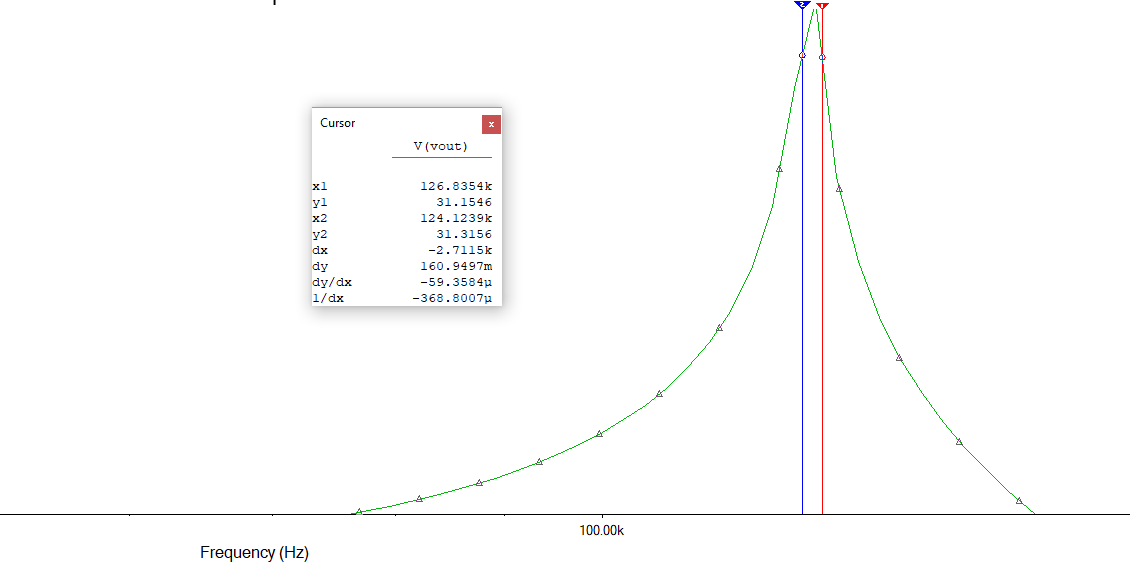 2
1
Cursor
x
V(vout)
x1 126.8354k
y1 31.1546
x2 124.1239k
y2 31.3156
dx -2.7115k
dy 160.9497m
dy/dx -59.3584µ
1/dx -368.8007µ
100.00k
Frequency (Hz)